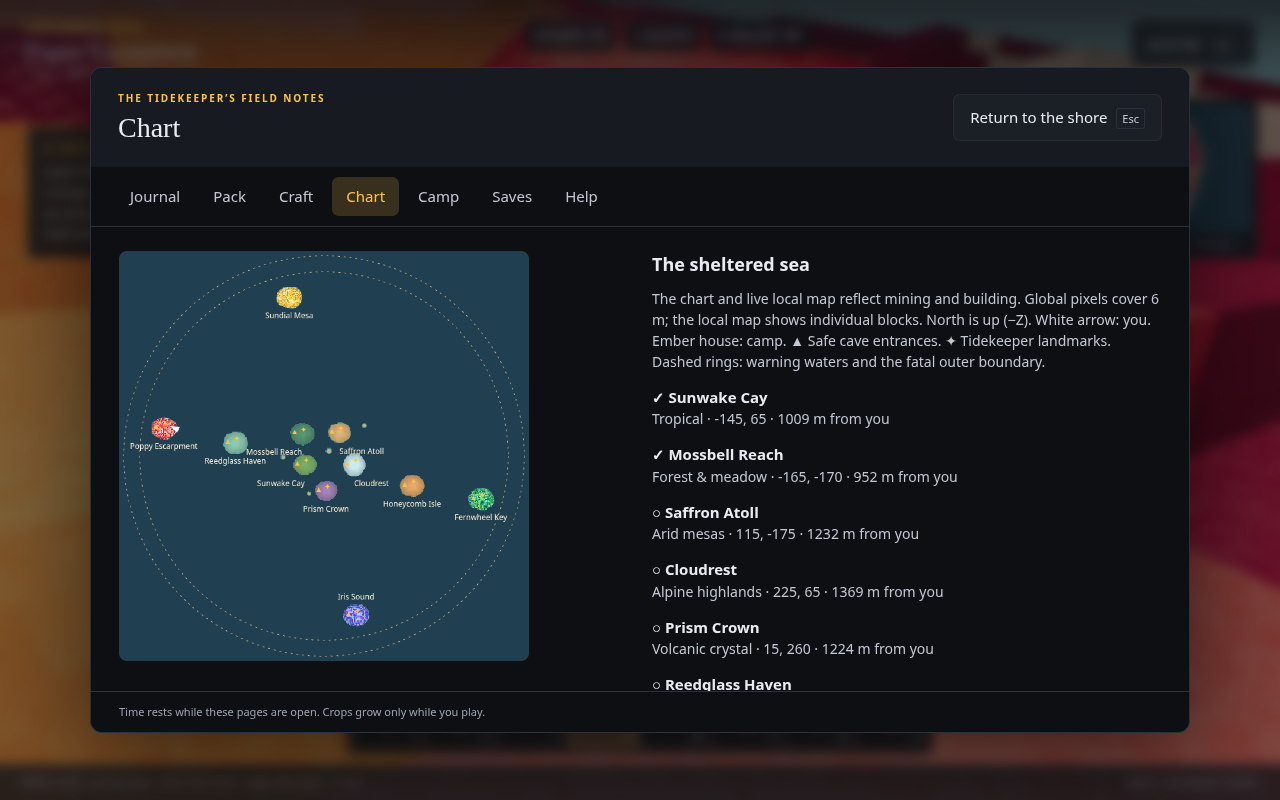 THE TIDEKEEPER'S FIELD NOTES
Chart
Return to the shore Esc
Journal Pack Craft Chart Camp Saves Help
Sundial Mesa
Poppy Escarpment
Reedglass Haven
Mossbell Reach
Saffron Atoll
Sunwake Cay
Cloudrest
Prism Crown
Honeycomb Isle
Fernwheel Key
Iris Sound
The sheltered sea
The chart and live local map reflect mining and building. Global pixels cover 6
m; the local map shows individual blocks. North is up (−Z). White arrow: you.
Ember house: camp. ▲ Safe cave entrances. ✦ Tidekeeper landmarks.
Dashed rings: warning waters and the fatal outer boundary.
✓ Sunwake Cay
Tropical · -145, 65 · 1009 m from you
✓ Mossbell Reach
Forest & meadow · -165, -170 · 952 m from you
○ Saffron Atoll
Arid mesas · 115, -175 · 1232 m from you
○ Cloudrest
Alpine highlands · 225, 65 · 1369 m from you
○ Prism Crown
Volcanic crystal · 15, 260 · 1224 m from you
○ Reedglass Haven
Time rests while these pages are open. Crops grow only while you play.